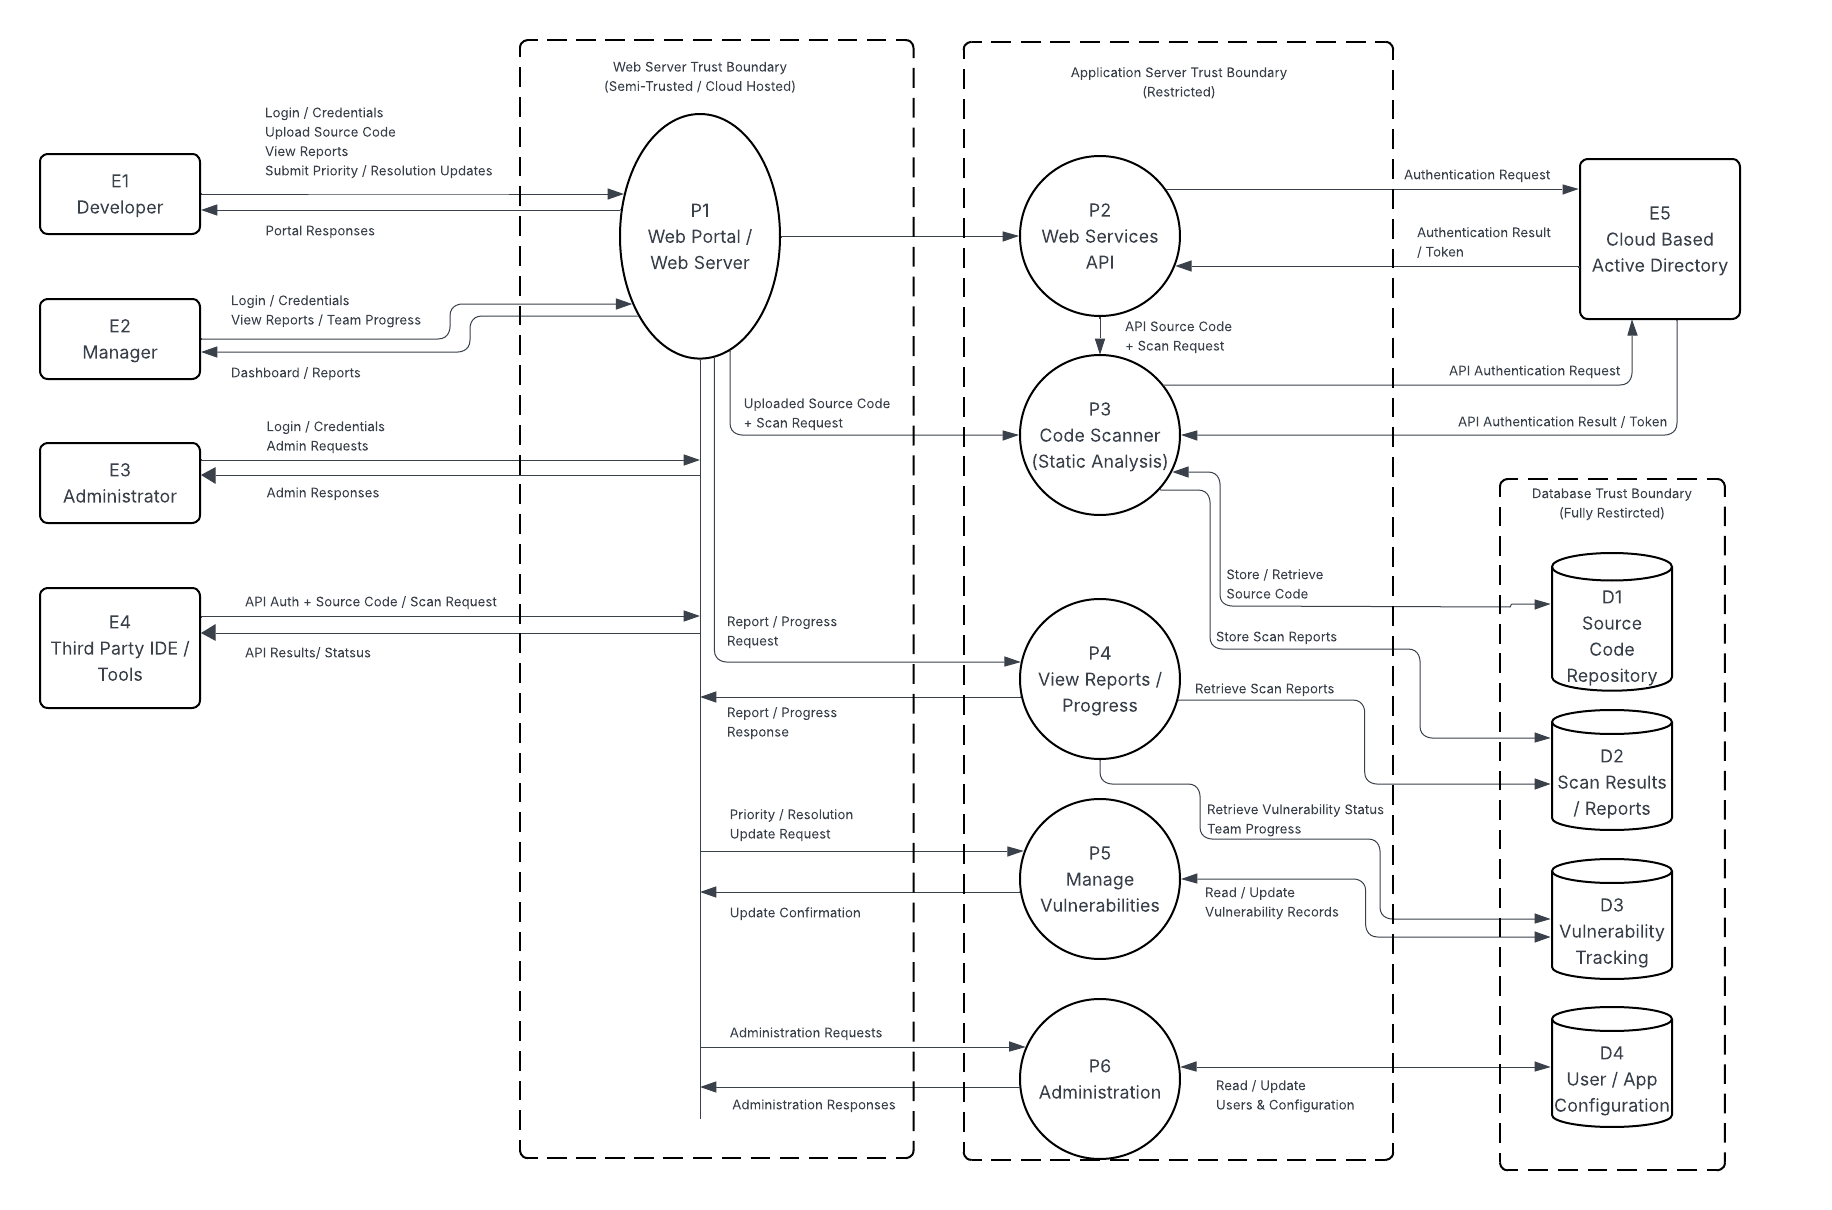 Web Server Trust Boundary
(Semi-Trusted / Cloud Hosted)
Application Server Trust Boundary
(Restricted)
Login / Credentials
Upload Source Code
View Reports
Submit Priority / Resolution Updates
E1
Developer
Portal Responses
P1
Web Portal /
Web Server
P2
Web Services
API
Authentication Request
Authentication Result
/ Token
E5
Cloud Based
Active Directory
Login / Credentials
View Reports / Team Progress
E2
Manager
Dashboard / Reports
API Source Code
+ Scan Request
API Authentication Request
Uploaded Source Code
+ Scan Request
P3
Code Scanner
(Static Analysis)
API Authentication Result / Token
Login / Credentials
Admin Requests
E3
Administrator
Admin Responses
Database Trust Boundary
(Fully Restircted)
API Auth + Source Code / Scan Request
E4
Third Party IDE /
Tools
API Results/ Statsus
Store / Retrieve
Source Code
D1
Source
Code
Repository
Report / Progress
Request
Store Scan Reports
P4
View Reports /
Progress
Retrieve Scan Reports
Report / Progress
Response
D2
Scan Results
/ Reports
Priority / Resolution
Update Request
Retrieve Vulnerability Status
Team Progress
P5
Manage
Vulnerabilities
Read / Update
Vulnerability Records
D3
Vulnerability
Tracking
Update Confirmation
Administration Requests
P6
Administration
D4
User / App
Configuration
Read / Update
Users & Configuration
Administration Responses